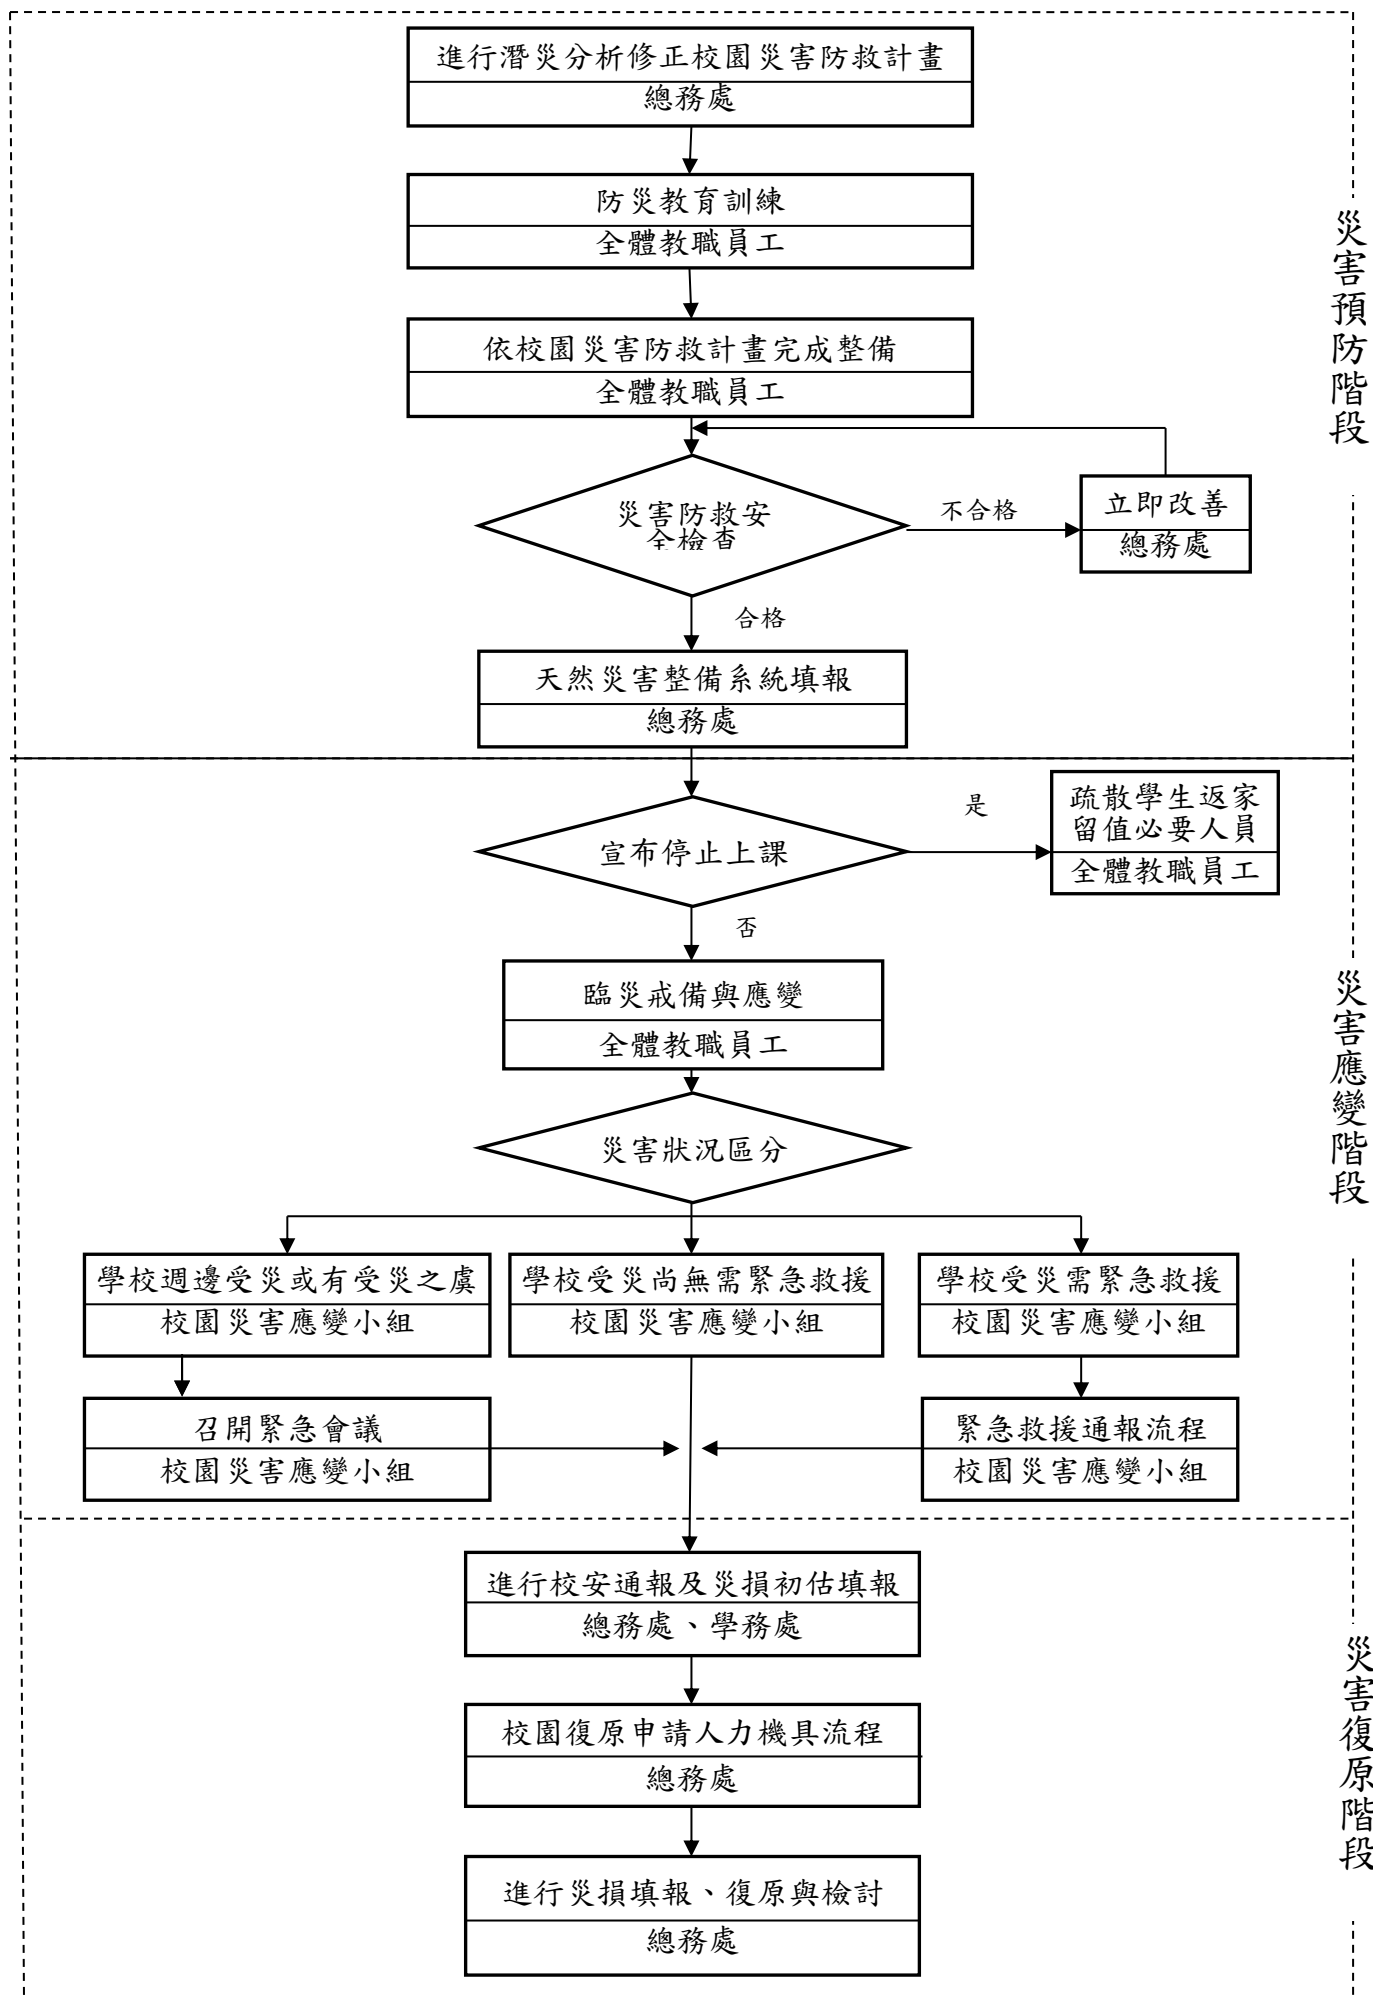 進行潛災分析修正校園災害防救計畫
總務處
防災教育訓練
全體教職員工
依校園災害防救計畫完成整備
全體教職員工
災害防救安
全檢查
不合格
立即改善
總務處
合格
天然災害整備系統填報
總務處
災害預防階段
宣布停止上課
是
疏散學生返家
留值必要人員
全體教職員工
否
臨災戒備與應變
全體教職員工
災害狀況區分
學校週邊受災或有受災之虞
校園災害應變小組
學校受災尚無需緊急救援
校園災害應變小組
學校受災需緊急救援
校園災害應變小組
召開緊急會議
校園災害應變小組
緊急救援通報流程
校園災害應變小組
災害應變階段
進行校安通報及災損初估填報
總務處、學務處
校園復原申請人力機具流程
總務處
進行災損填報、復原與檢討
總務處
災害復原階段